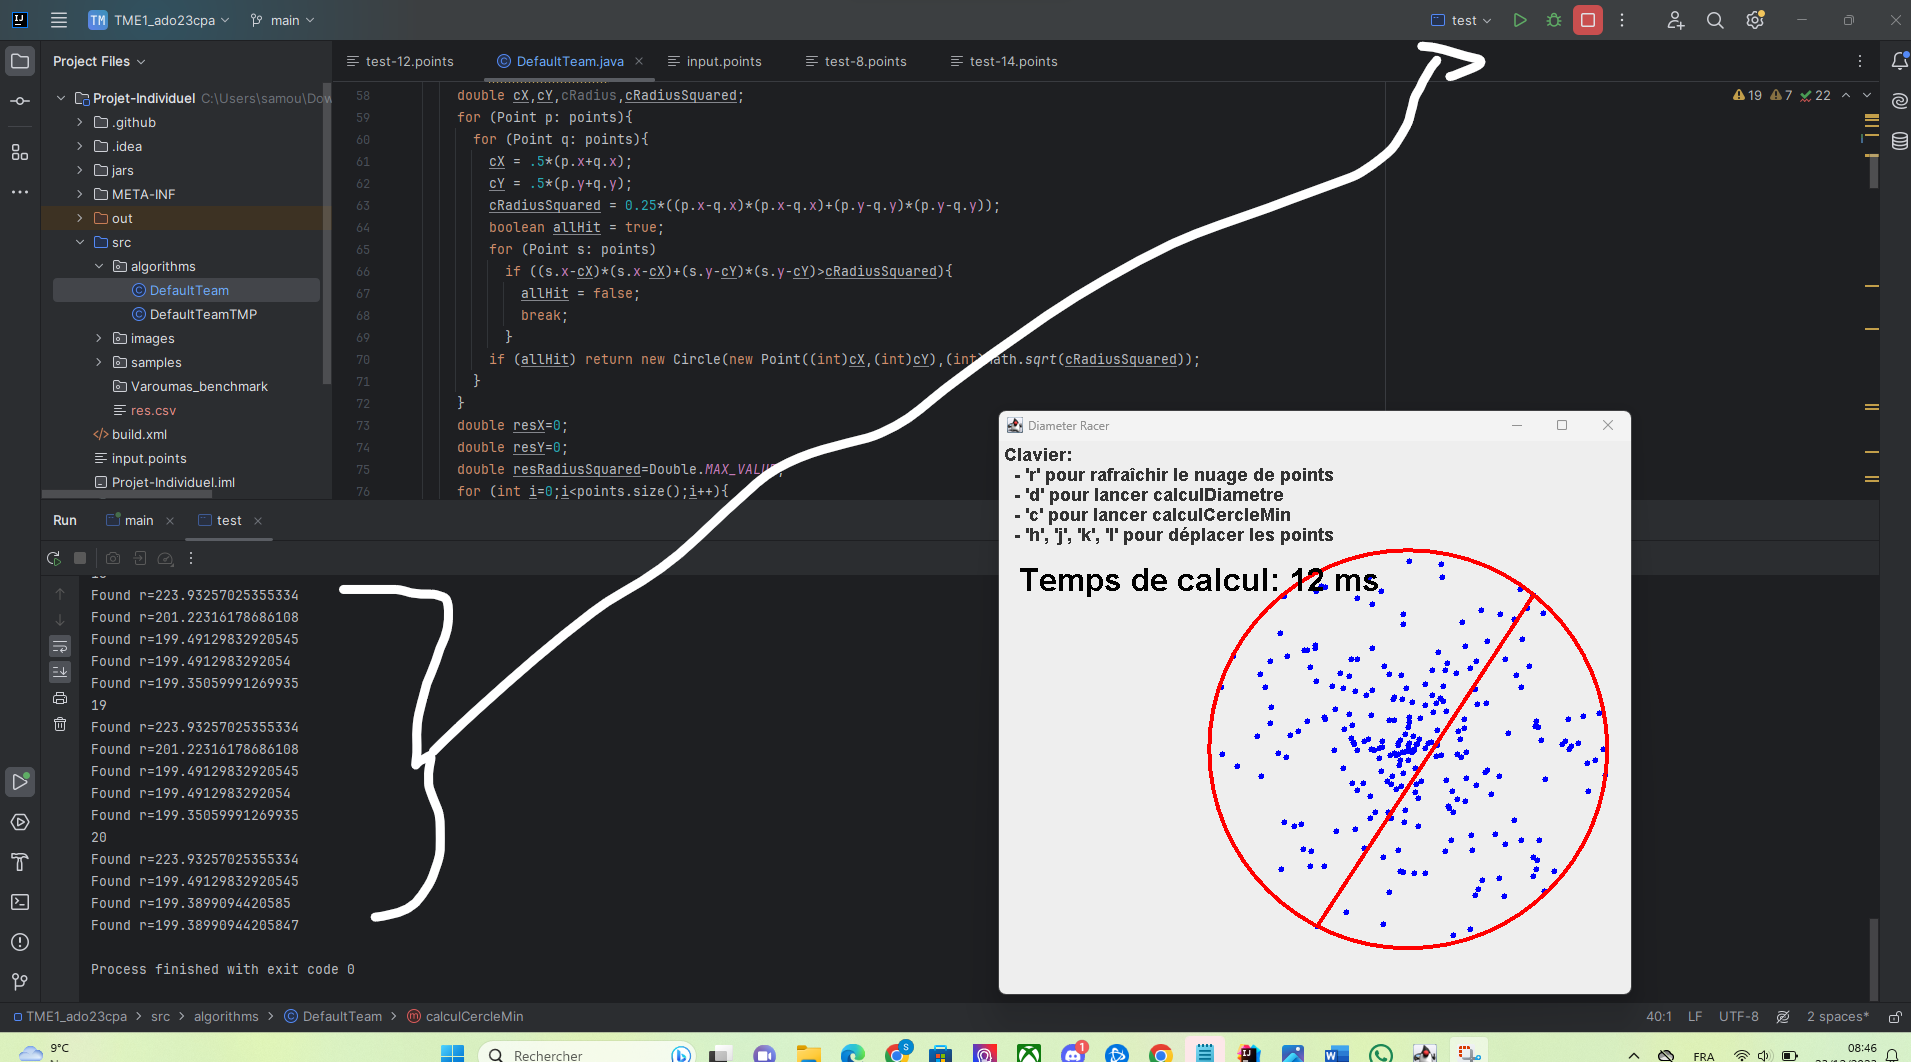 TM TME1_ado23cpa main test
Project Files
test-12.points DefaultTeam.java input.points test-8.points test-14.points
Projet-Individuel C:\Users\samou\Dow
.github
.idea
jars
META-INF
out
src
algorithms
DefaultTeam
DefaultTeamTMP
images
samples
Varoumas_benchmark
res.csv
build.xml
input.points
Projet-Individuel.iml
19 7 22
58 double cX,cY,cRadius,cRadiusSquared;
59 for (Point p: points){
60 for (Point q: points){
61 cX = .5*(p.x+q.x);
62 cY = .5*(p.y+q.y);
63 cRadiusSquared = 0.25*((p.x-q.x)*(p.x-q.x)+(p.y-q.y)*(p.y-q.y));
64 boolean allHit = true;
65 for (Point s: points)
66 if ((s.x-cX)*(s.x-cX)+(s.y-cY)*(s.y-cY)>cRadiusSquared){
67 allHit = false;
68 break;
69 }
70 if (allHit) return new Circle(new Point((int)cX,(int)cY),(int)Math.sqrt(cRadiusSquared));
71 }
72 }
73 double resX=0;
74 double resY=0;
75 double resRadiusSquared=Double.MAX_VALUE;
76 for (int i=0;i<points.size();i++){
Run main test
Found r=223.93257025355334
Found r=201.22316178686108
Found r=199.49129832920545
Found r=199.4912983292054
Found r=199.35059991269935
19
Found r=223.93257025355334
Found r=201.22316178686108
Found r=199.49129832920545
Found r=199.4912983292054
Found r=199.35059991269935
20
Found r=223.93257025355334
Found r=199.49129832920545
Found r=199.3899094420585
Found r=199.38990944205847
Process finished with exit code 0
Diameter Racer
Clavier:
- 'r' pour rafraîchir le nuage de points
- 'd' pour lancer calculDiametre
- 'c' pour lancer calculCercleMin
- 'h', 'j', 'k', 'l' pour déplacer les points
Temps de calcul: 12 ms
TME1_ado23cpa src algorithms DefaultTeam calculCercleMin
40:1 LF UTF-8 2 spaces*
9°C
Rechercher
FRA
08:46